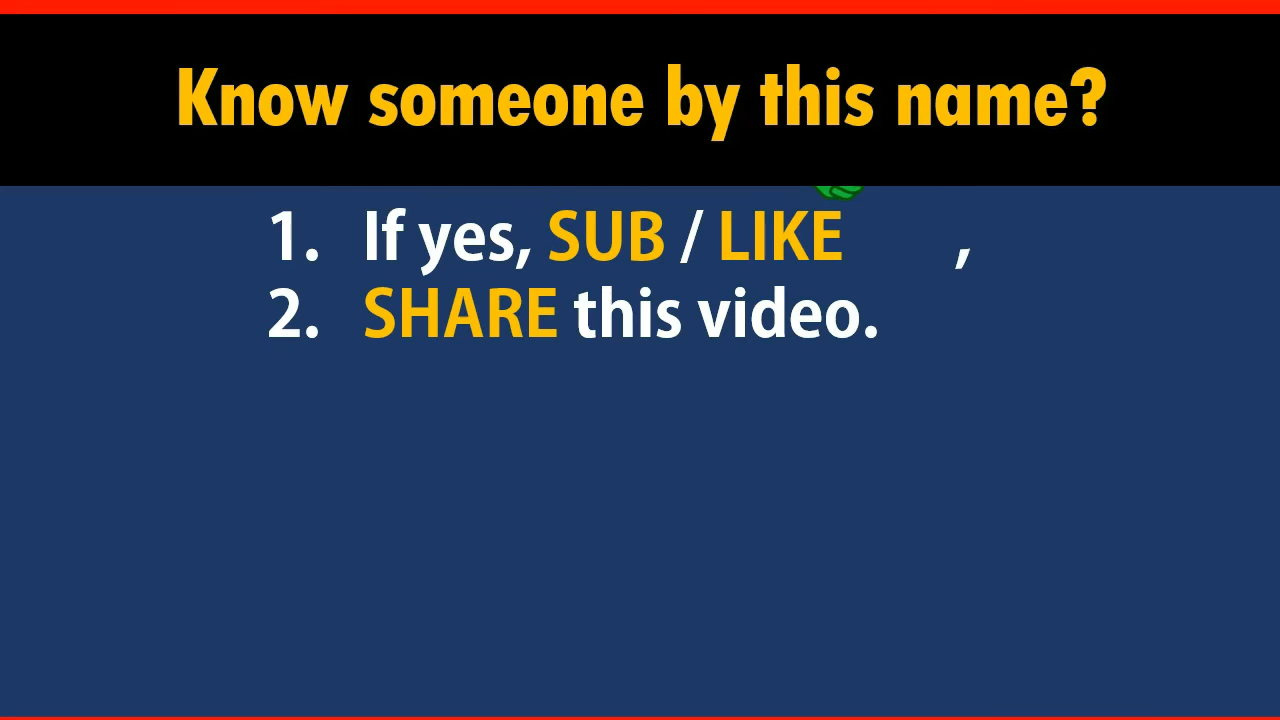 Know someone by this name?
1. If yes, SUB / LIKE ,
2. SHARE this video.